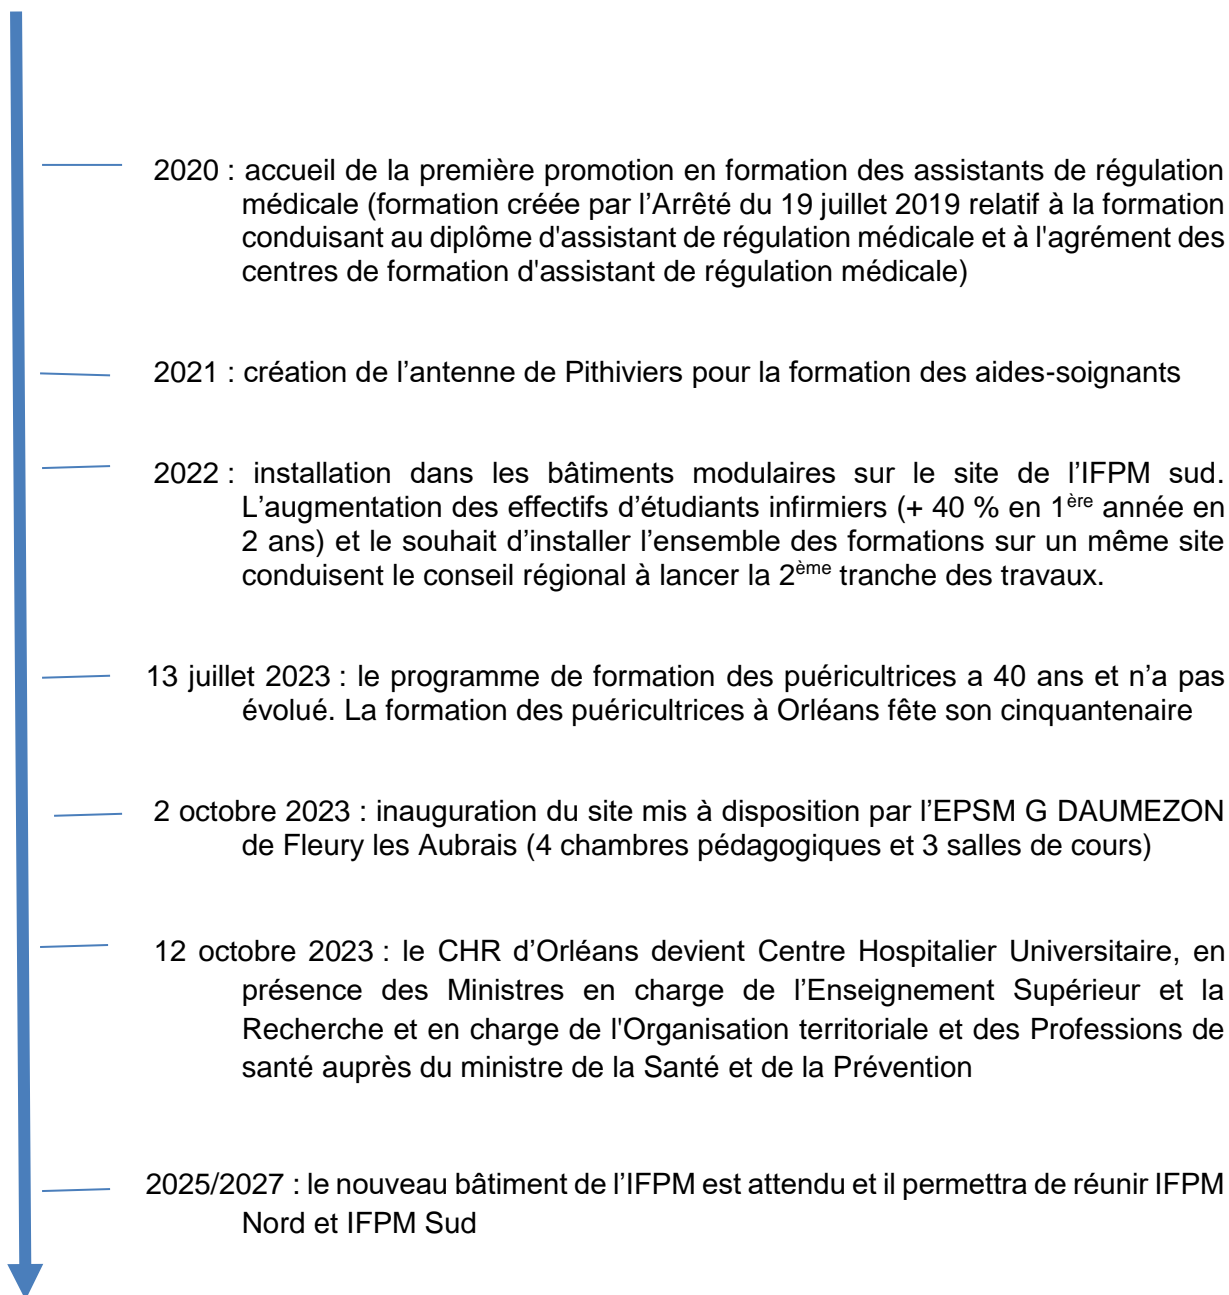 2020 : accueil de la première promotion en formation des assistants de régulation
médicale (formation créée par l’Arrêté du 19 juillet 2019 relatif à la formation
conduisant au diplôme d'assistant de régulation médicale et à l'agrément des
centres de formation d'assistant de régulation médicale)
2021 : création de l’antenne de Pithiviers pour la formation des aides-soignants
2022 : installation dans les bâtiments modulaires sur le site de l’IFPM sud.
L’augmentation des effectifs d’étudiants infirmiers (+ 40 % en 1ère année en
2 ans) et le souhait d’installer l’ensemble des formations sur un même site
conduisent le conseil régional à lancer la 2ème tranche des travaux.
13 juillet 2023 : le programme de formation des puéricultrices a 40 ans et n’a pas
évolué. La formation des puéricultrices à Orléans fête son cinquantenaire
2 octobre 2023 : inauguration du site mis à disposition par l’EPSM G DAUMEZON
de Fleury les Aubrais (4 chambres pédagogiques et 3 salles de cours)
12 octobre 2023 : le CHR d’Orléans devient Centre Hospitalier Universitaire, en
présence des Ministres en charge de l’Enseignement Supérieur et la
Recherche et en charge de l'Organisation territoriale et des Professions de
santé auprès du ministre de la Santé et de la Prévention
2025/2027 : le nouveau bâtiment de l’IFPM est attendu et il permettra de réunir IFPM
Nord et IFPM Sud